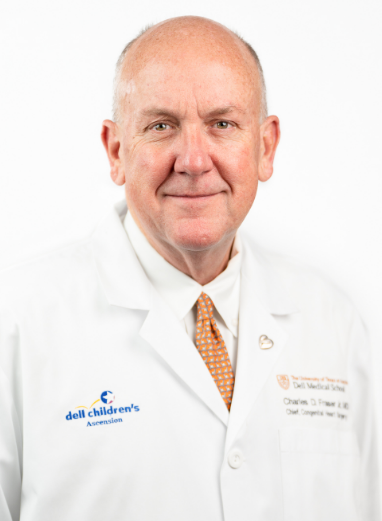 dell children's
Ascension
The University of Texas at Austin
Dell Medical School
Charles D. Fraser Jr. MD
Chief, Congenital Heart Surgery